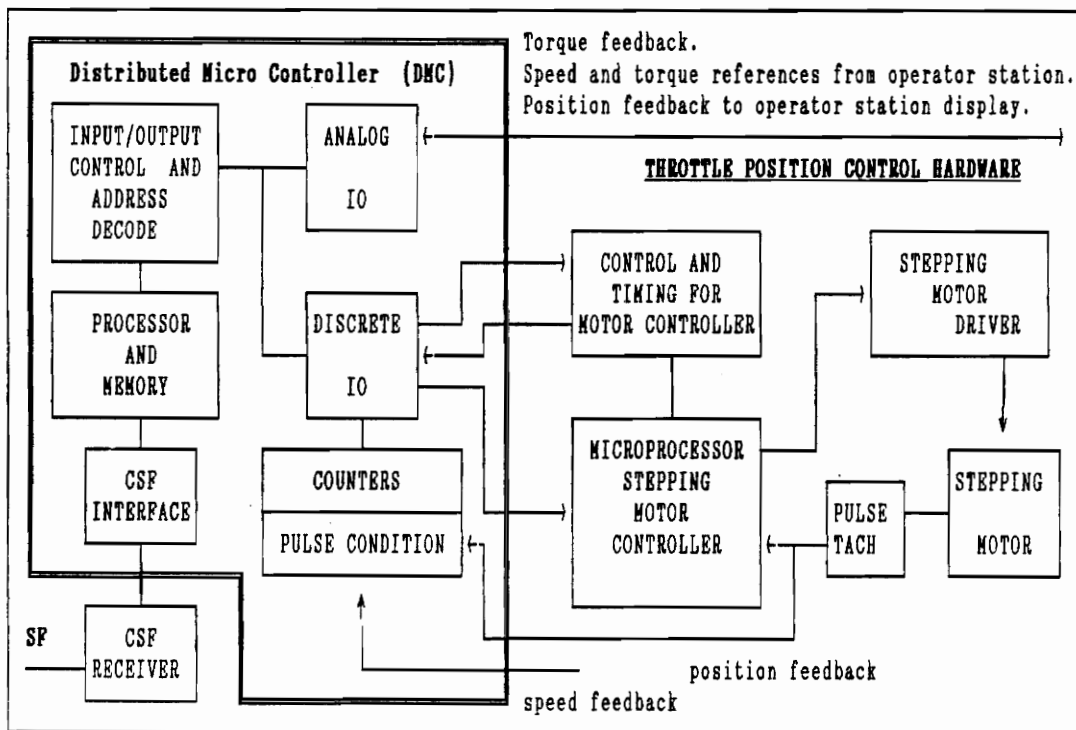 Torque feedback.
Speed and torque references from operator station.
Position feedback to operator station display.
Distributed Micro Controller (DMC)
INPUT/OUTPUT
CONTROL AND
ADDRESS
DECODE
ANALOG
IO
THROTTLE POSITION CONTROL HARDWARE
PROCESSOR
AND
MEMORY
DISCRETE
IO
CONTROL AND
TIMING FOR
MOTOR CONTROLLER
STEPPING
MOTOR
DRIVER
CSF
INTERFACE
COUNTERS
PULSE CONDITION
MICROPROCESSOR
STEPPING
MOTOR
CONTROLLER
PULSE
TACH
STEPPING
MOTOR
SF
CSF
RECEIVER
position feedback
speed feedback